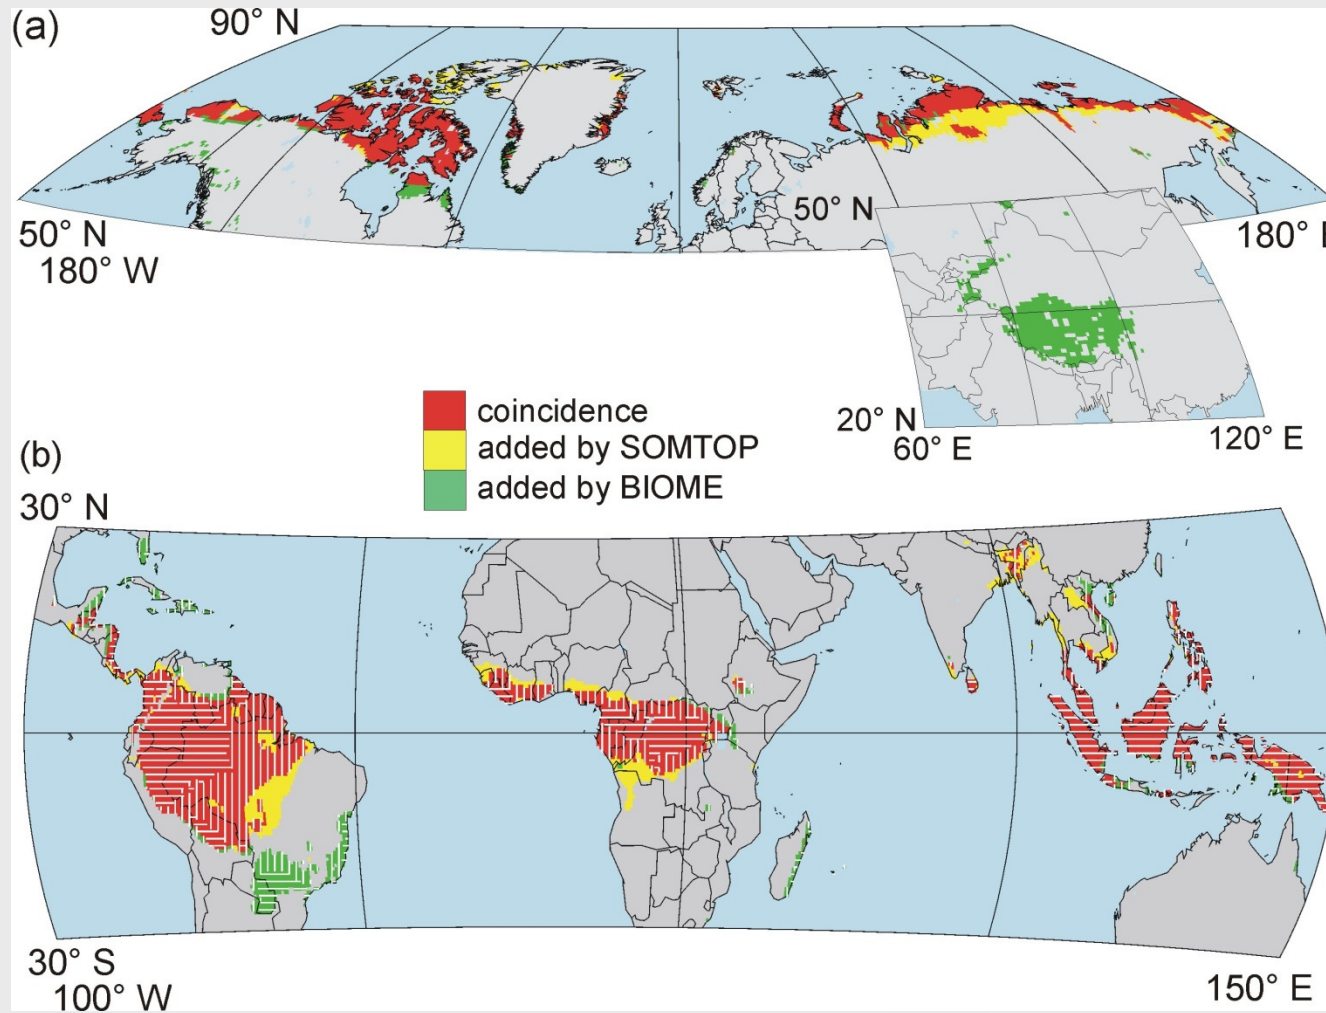 (a)
90° N
50° N
180° W
50° N
180° E
20° N
60° E
120° E
coincidence
added by SOMTOP
added by BIOME
(b)
30° N
30° S
100° W
150° E